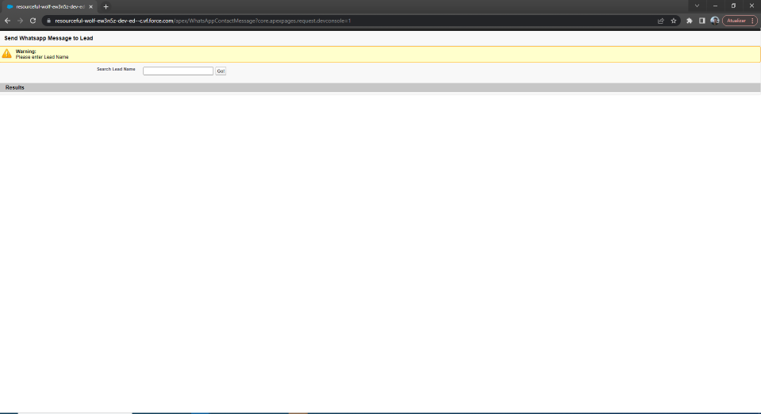 resourceful-wolf-ew3n5z-dev-ed
resourceful-wolf-ew3n5z-dev-ed--c.vf.force.com/apex/WhatsAppContactMessage?core.apexpages.request.devconsole=1
Atualizar
Send Whatsapp Message to Lead
Warning:
Please enter Lead Name
Search Lead Name
Go!
Results